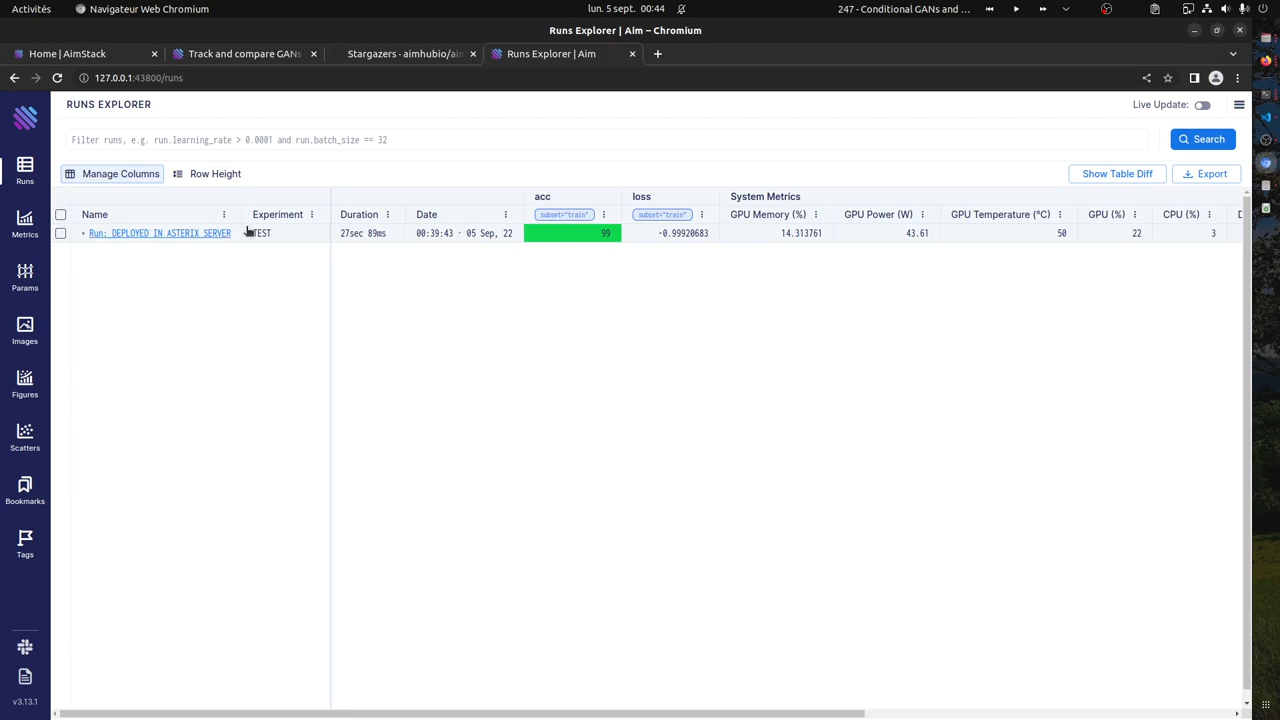 Activités
Navigateur Web Chromium
lun. 5 sept. 00:44
247 - Conditional GANs and …
Runs Explorer | Aim – Chromium
Home | AimStack
Track and compare GANs
Stargazers · aimhubio/aim
Runs Explorer | Aim
127.0.0.1:43800/runs
RUNS EXPLORER
Live Update:
Filter runs, e.g. run.learning_rate > 0.0001 and run.batch_size == 32
Search
Manage Columns
Row Height
Show Table Diff
Export
acc
loss
System Metrics
Name
Experiment
Duration
Date
subset="train"
subset="train"
GPU Memory (%)
GPU Power (W)
GPU Temperature (°C)
GPU (%)
CPU (%)
D
Run: DEPLOYED IN ASTERIX SERVER
TEST
27sec 89ms
00:39:43 · 05 Sep, 22
99
-0.99920683
14.313761
43.61
50
22
3
Runs
Metrics
Params
Images
Figures
Scatters
Bookmarks
Tags
v3.13.1